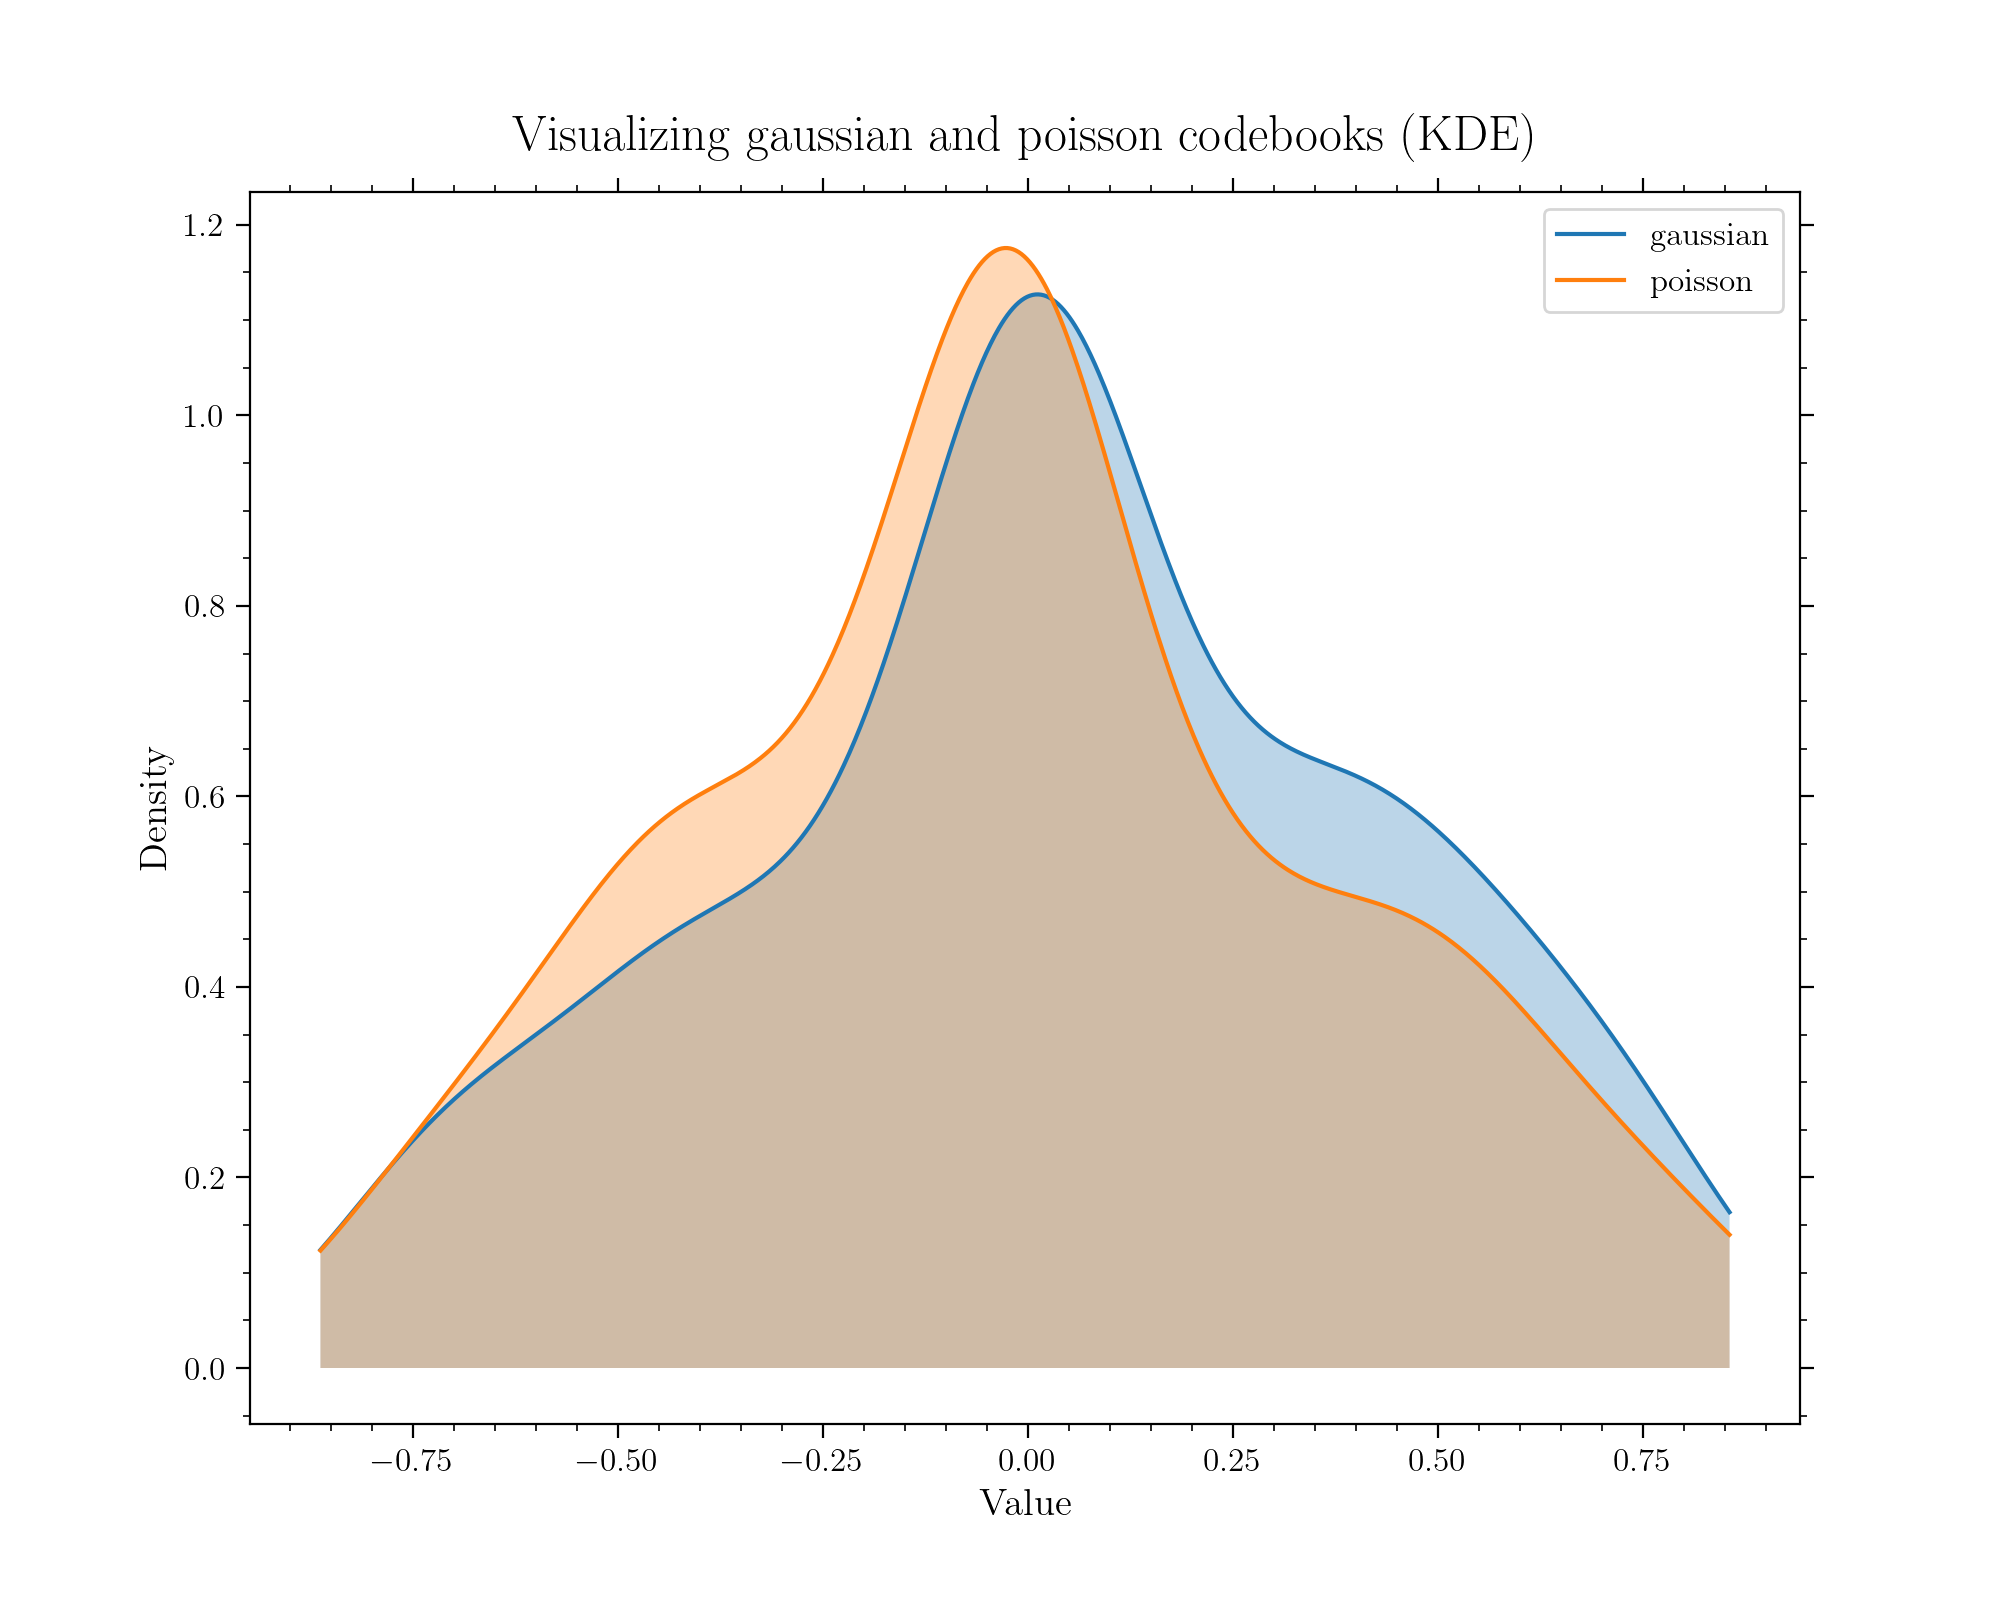 Visualizing gaussian and poisson codebooks (KDE)
gaussian
poisson
1.2
1.0
0.8
0.6
0.4
0.2
0.0
Density
−0.75 −0.50 −0.25 0.00 0.25 0.50 0.75
Value